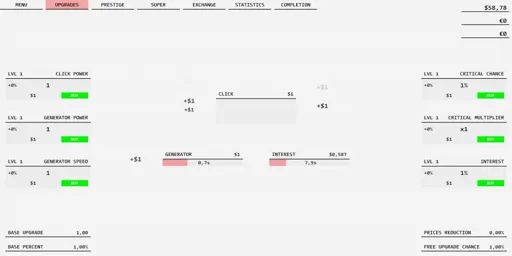 MENU UPGRADES PRESTIGE SUPER EXCHANGE STATISTICS COMPLETION
$58,78
€0
€0
LVL 1 CLICK POWER
+0% 1
$1 BUY
LVL 1 GENERATOR POWER
+0% 1
$1 BUY
LVL 1 GENERATOR SPEED
+0% 1
$1 BUY
BASE UPGRADE 1,00
BASE PERCENT 1,00%
+$1
CLICK $1
+$1
+$1
+$1
+$1
GENERATOR $1
0,7%
INTEREST $0,587
7,9%
LVL 1 CRITICAL CHANCE
+0% 1%
$1 BUY
LVL 1 CRITICAL MULTIPLIER
+0% x1
$1 BUY
LVL 1 INTEREST
+0% 1%
$1 BUY
PRICES REDUCTION 0,00%
FREE UPGRADE CHANCE 1,00%